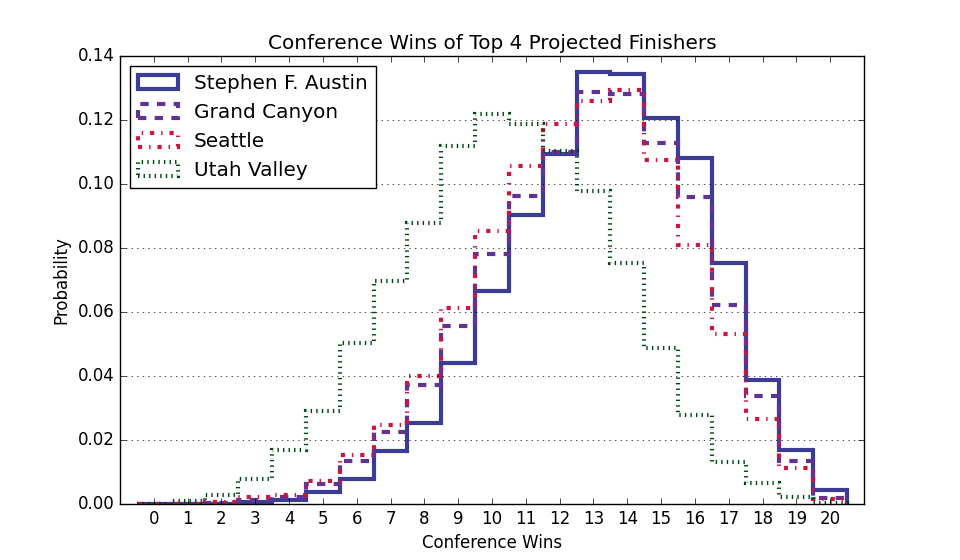 Conference Wins of Top 4 Projected Finishers
Stephen F. Austin
Grand Canyon
Seattle
Utah Valley
0.14
0.12
0.10
0.08
0.06
0.04
0.02
0.00
Probability
0 1 2 3 4 5 6 7 8 9 10 11 12 13 14 15 16 17 18 19 20
Conference Wins